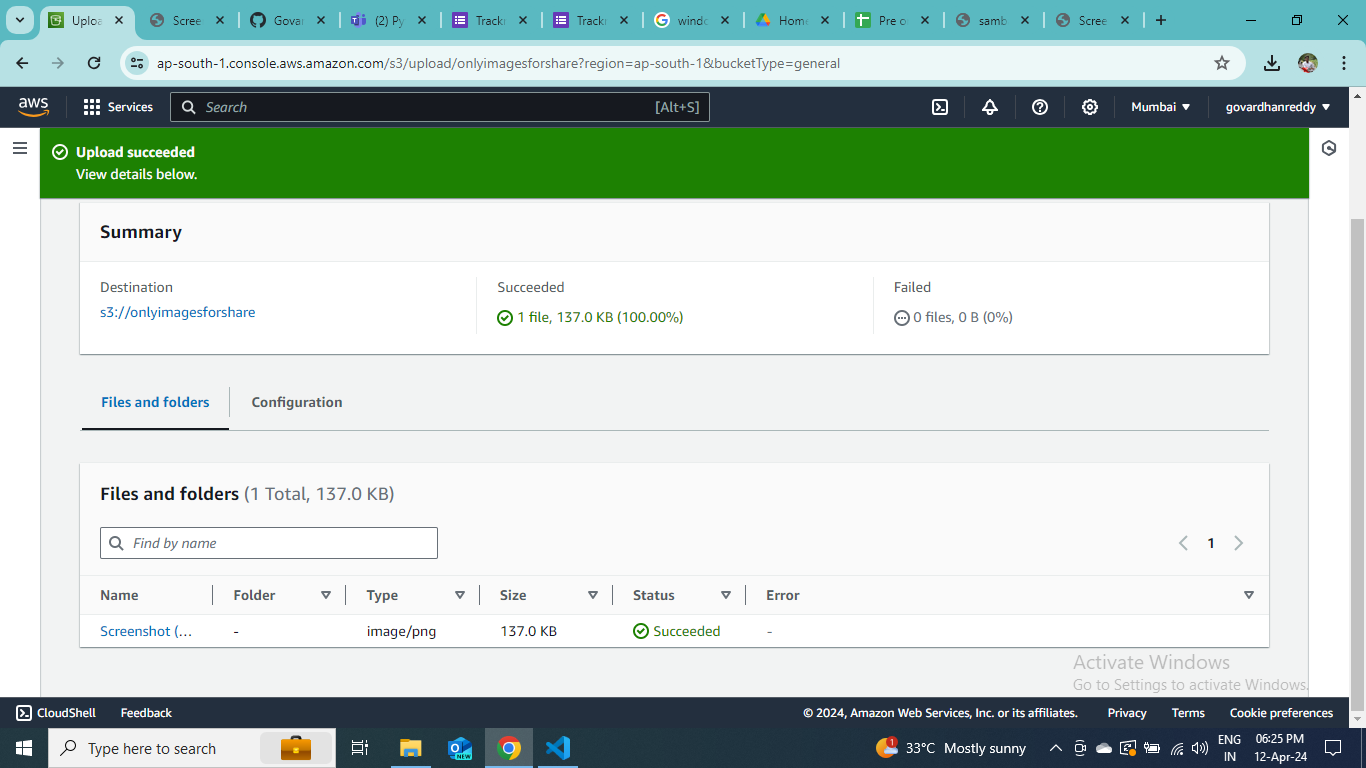 Uploa
Scree
Govar
(2) Py
Trackr
Trackr
windo
Home
Pre o
samb
Scree
ap-south-1.console.aws.amazon.com/s3/upload/onlyimagesforshare?region=ap-south-1&bucketType=general
aws
Services
Search
[Alt+S]
Mumbai
govardhanreddy
Upload succeeded
View details below.
Summary
Destination
Succeeded
Failed
s3://onlyimagesforshare
1 file, 137.0 KB (100.00%)
0 files, 0 B (0%)
Files and folders
Configuration
Files and folders (1 Total, 137.0 KB)
Find by name
1
Name
Folder
Type
Size
Status
Error
Screenshot (...
-
image/png
137.0 KB
Succeeded
-
Activate Windows
Go to Settings to activate Windows.
CloudShell
Feedback
© 2024, Amazon Web Services, Inc. or its affiliates.
Privacy
Terms
Cookie preferences
Type here to search
NEW
1
33°C Mostly sunny
ENG
IN
06:25 PM
12-Apr-24